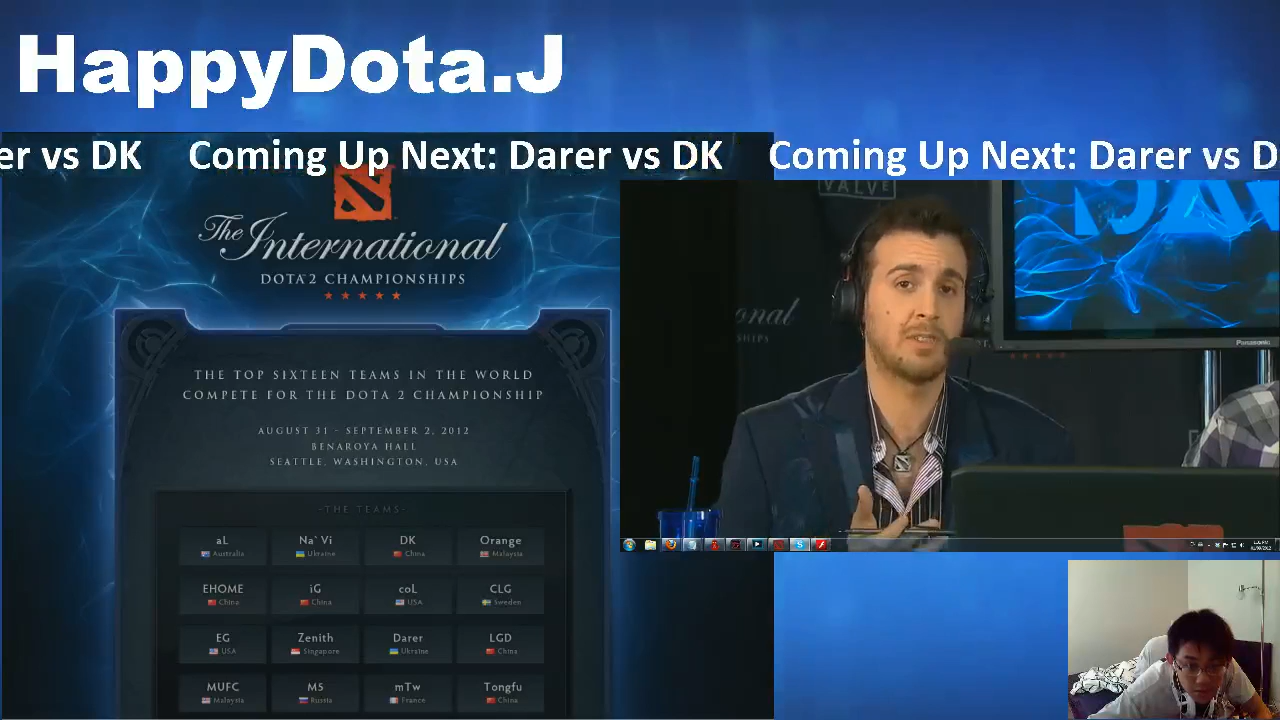 HappyDota.J
er vs DK Coming Up Next: Darer vs DK Coming Up Next: Darer vs D
VALVE
The International
DOTA 2 CHAMPIONSHIPS
onal
SHIPS
Panasonic
THE TOP SIXTEEN TEAMS IN THE WORLD
COMPETE FOR THE DOTA 2 CHAMPIONSHIP
AUGUST 31 - SEPTEMBER 2, 2012
BENAROYA HALL
SEATTLE, WASHINGTON, USA
-THE TEAMS-
aL Na`Vi DK Orange
Australia Ukraine China Malaysia
EHOME iG coL CLG
China China USA Sweden
EG Zenith Darer LGD
USA Singapore Ukraine China
MUFC M5 mTw Tongfu
Malaysia Russia France China